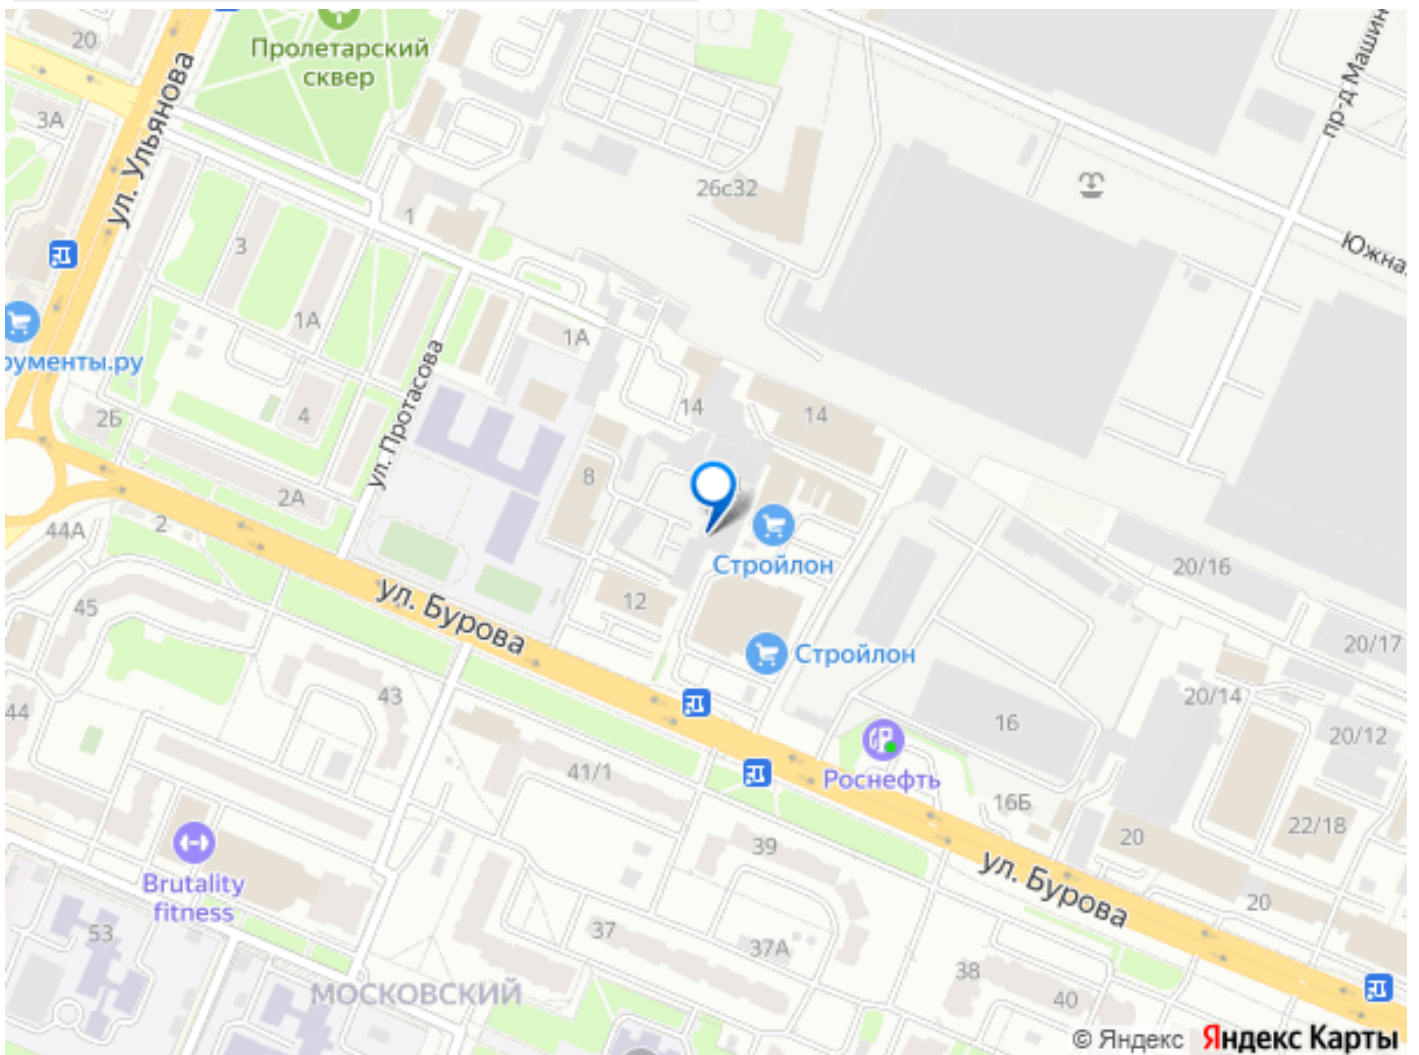 20
Пролетарский
сквер
ул. Ульянова
3А
пр-д Машин
26с32
1
3
Южная
1А
1А
рументы.ру
ул. Протасова
14
14
4
2Б
8
2А
2
44А
Стройлон
20/16
ул. Бурова
12
45
20/17
Стройлон
43
20/14
44
16
20/12
41/1
Роснефть
16Б
22/18
20
39
ул. Бурова
Brutality
fitness
20
37
53
37А
38
МОСКОВСКИЙ
40
© Яндекс Яндекс Карты